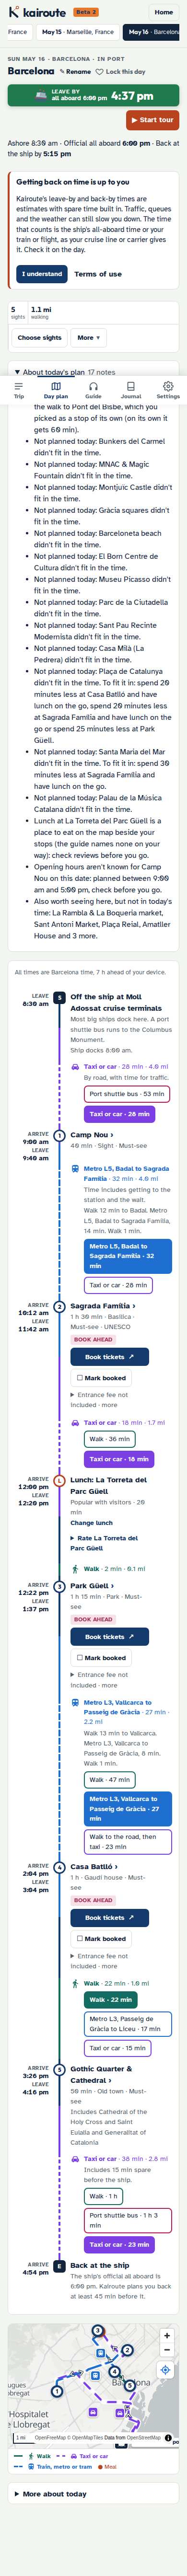 kairoute Beta 2 Home
France May 15 · Marseille, France May 16 · Barcelona
SUN MAY 16 · BARCELONA · IN PORT
Barcelona ✎ Rename ♡ Lock this day
LEAVE BY
all aboard 6:00 pm 4:37 pm
▶ Start tour
Ashore 8:30 am · Official all aboard 6:00 pm · Back at
the ship by 5:15 pm
Getting back on time is up to you
Kairoute's leave-by and back-by times are
estimates with spare time built in. Traffic, queues
and the weather can still slow you down. The time
that counts is the ship's all-aboard time for your
tour or train flight, as your cruise line or carrier gives
it. Check it on the day.
I understand Terms of use
5
sights
1.1 mi
walking
Choose sights More ▾
▼ About today's plan 17 notes
Trip Day plan Guide Journal Settings
the walk to Pont del Bisbe, which you
picked as a stop of its own (on its own it
gets 60 min).
• Not planned today: Bunkers del Carmel
didn't fit in the time.
• Not planned today: MNAC & Magic
Fountain didn't fit in the time.
• Not planned today: Montjuïc Castle didn't
fit in the time.
• Not planned today: Gràcia squares didn't
fit in the time.
• Not planned today: Barceloneta beach
didn't fit in the time.
• Not planned today: El Born Centre de
Cultura didn't fit in the time.
• Not planned today: Museu Picasso didn't
fit in the time.
• Not planned today: Parc de la Ciutadella
didn't fit in the time.
• Not planned today: Sant Pau Recinte
Modernista didn't fit in the time.
• Not planned today: Casa Milà (La
Pedrera) didn't fit in the time.
• Not planned today: Plaça de Catalunya
didn't fit in the time. To fit it in: spend 20
minutes less at Casa Batlló and have
lunch on the go, spend 20 minutes less
at Sagrada Família and have lunch on the
go or spend 25 minutes less at Park
Güell.
• Not planned today: Santa Maria del Mar
didn't fit in the time. To fit it in: spend 30
minutes less at Sagrada Família and
have lunch on the go.
• Not planned today: Palau de la Música
Catalana didn't fit in the time.
• Lunch at La Torreta del Parc Güell is a
place to eat the map beside your
stops (the guide names none on your
way): check reviews before you go.
• Opening hours aren't known for Camp
Nou on this date: planned between 9:00
am and 5:00 pm, check before you go.
• Also worth seeing here, but not in today's
time: La Rambla & La Boqueria market,
Sant Antoni Market, Plaça Reial, Amatller
House and 3 more.
All times are Barcelona time, 7 h ahead of your device.
LEAVE
8:30 am
S
Off the ship at Moll
Adossat cruise terminals
Most big ships dock here. A port
shuttle bus runs to the Columbus
Monument.
Ship docks 8:00 am.
Taxi or car · 28 min · 4.0 mi
By road, with time for traffic.
Port shuttle bus · 53 min
Taxi or car · 28 min
ARRIVE
9:00 am
LEAVE
9:40 am
1
Camp Nou ›
40 min · Sight · Must-see
Metro L5, Badal to Sagrada
Família · 32 min · 4.0 mi
Time includes getting to the
station and the wait.
Walk 12 min to Badal. Metro
L5, Badal to Sagrada Família,
14 min. Walk 1 min.
Metro L5, Badal to
Sagrada Família · 32
min
Taxi or car · 28 min
ARRIVE
10:12 am
LEAVE
11:42 am
2
Sagrada Família ›
1 h 30 min · Basilica ·
Must-see · UNESCO
BOOK AHEAD
Book tickets ↗
☐ Mark booked
▶ Entrance fee not
included · more
Taxi or car · 18 min · 1.7 mi
Walk · 36 min
Taxi or car · 18 min
ARRIVE
12:00 pm
LEAVE
12:20 pm
L
Lunch: La Torreta del
Parc Güell
Popular with visitors · 20
min
Change lunch
▶ Rate La Torreta del
Parc Güell
Walk · 2 min · 0.1 mi
ARRIVE
12:22 pm
LEAVE
1:37 pm
3
Park Güell ›
1 h 15 min · Park · Must-
see
BOOK AHEAD
Book tickets ↗
☐ Mark booked
▶ Entrance fee not
included · more
Metro L3, Vallcarca to
Passeig de Gràcia · 27 min ·
2.2 mi
Walk 13 min to Vallcarca.
Metro L3, Vallcarca to
Passeig de Gràcia, 8 min.
Walk 1 min.
Walk · 47 min
Metro L3, Vallcarca to
Passeig de Gràcia · 27
min
Walk to the road, then
taxi · 23 min
ARRIVE
2:04 pm
LEAVE
3:04 pm
4
Casa Batlló ›
1 h · Gaudí house · Must-
see
BOOK AHEAD
Book tickets ↗
☐ Mark booked
▶ Entrance fee not
included · more
Walk · 22 min · 1.0 mi
Walk · 22 min
Metro L3, Passeig de
Gràcia to Liceu · 17 min
Taxi or car · 15 min
ARRIVE
3:26 pm
LEAVE
4:16 pm
5
Gothic Quarter &
Cathedral ›
50 min · Old town · Must-
see
Includes Cathedral of the
Holy Cross and Saint
Eulalia and Generalitat of
Catalonia
Taxi or car · 38 min · 2.6 mi
Includes 15 min spare
before the ship.
Walk · 1 h
Port shuttle bus · 1 h 3
min
Taxi or car · 23 min
ARRIVE
4:54 pm
E
Back at the ship
The ship's official all aboard is
6:00 pm. Kairoute plans you back
at least 45 min before it.
3
2
4
5
1
Hospitalet
e Llobregat
+
−
1 mi
OpenFreeMap © OpenMapTiles Data from OpenStreetMap
Walk Taxi or car
Train, metro or tram Meal
▶ More about today